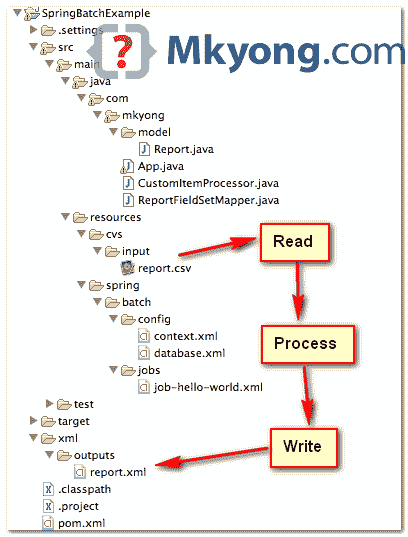 SpringBatchExample
.settings
src
? Mkyong.com
main
java
com
mkyong
model
Report.java
App.java
CustomItemProcessor.java
ReportFieldSetMapper.java
resources
cvs
Read
input
report.csv
spring
batch
config
Process
context.xml
database.xml
jobs
job-hello-world.xml
test
target
xml
Write
outputs
report.xml
.classpath
.project
pom.xml